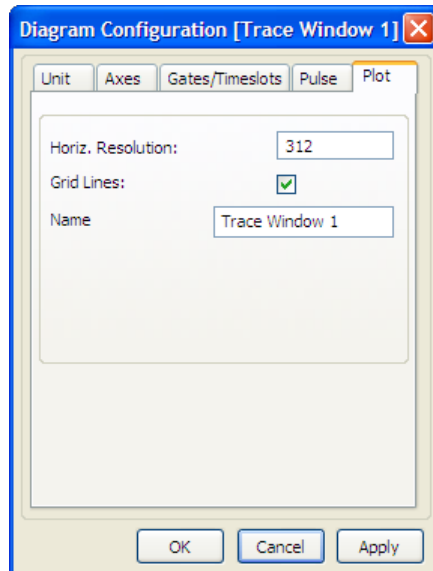 Diagram Configuration [Trace Window 1]
Unit Axes Gates/Timeslots Pulse Plot
Horiz. Resolution: 312
Grid Lines:
Name Trace Window 1
OK Cancel Apply